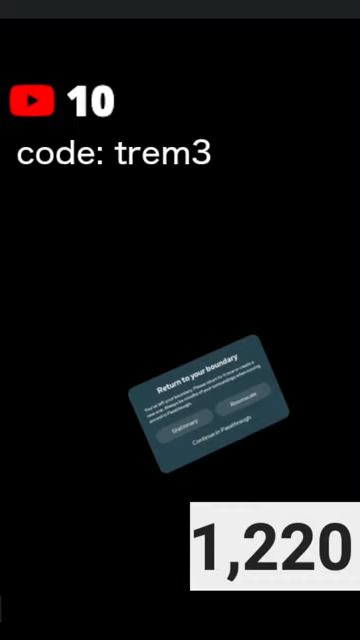 10
code: trem3
Return to your boundary
Stationary
Roomscale
Continue in Passthrough
1,220